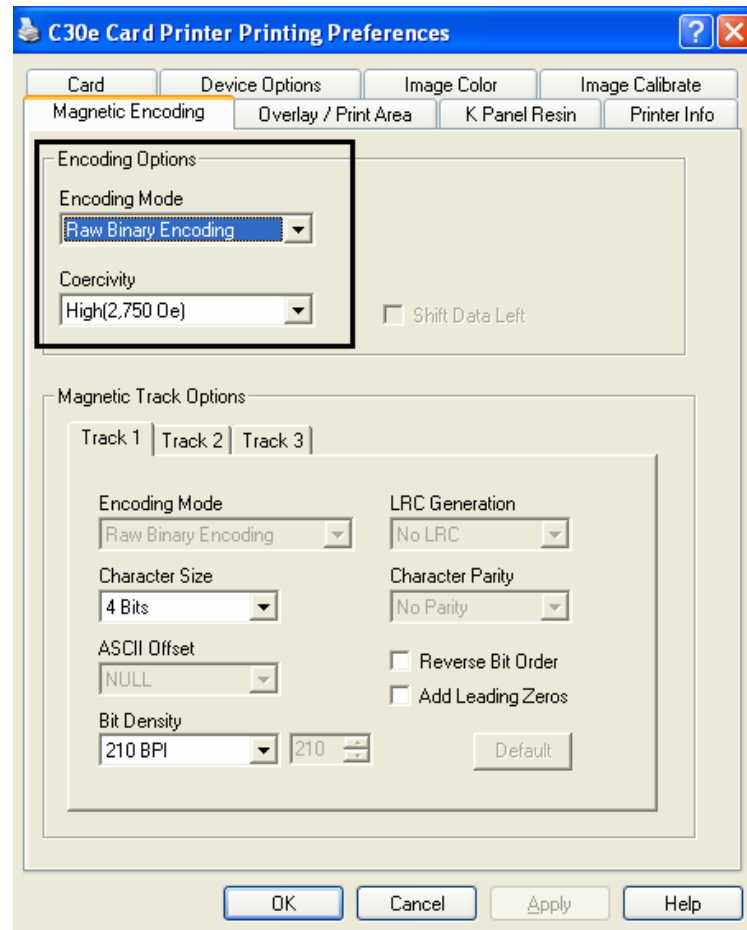 C30e Card Printer Printing Preferences
Card Device Options Image Color Image Calibrate
Magnetic Encoding Overlay / Print Area K Panel Resin Printer Info
Encoding Options
Encoding Mode
Raw Binary Encoding
Coercivity
High(2,750 Oe)
Shift Data Left
Magnetic Track Options
Track 1 Track 2 Track 3
Encoding Mode LRC Generation
Raw Binary Encoding No LRC
Character Size Character Parity
4 Bits No Parity
ASCII Offset
Reverse Bit Order
NULL
Add Leading Zeros
Bit Density
210 BPI 210 Default
OK Cancel Apply Help